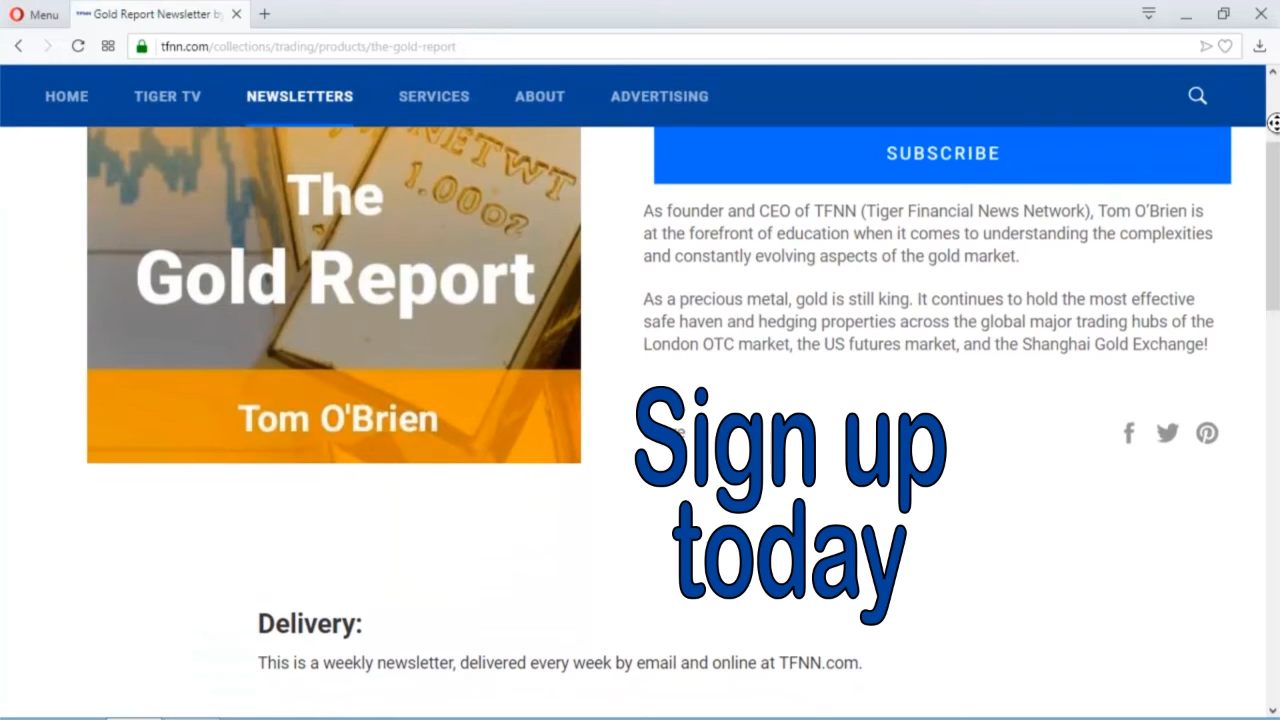 Menu
TFNN Gold Report Newsletter by
tfnn.com/collections/trading/products/the-gold-report
HOME TIGER TV NEWSLETTERS SERVICES ABOUT ADVERTISING
NETWT
1.00OZ
The
Gold Report
Tom O'Brien
SUBSCRIBE
As founder and CEO of TFNN (Tiger Financial News Network), Tom O'Brien is
at the forefront of education when it comes to understanding the complexities
and constantly evolving aspects of the gold market.
As a precious metal, gold is still king. It continues to hold the most effective
safe haven and hedging properties across the global major trading hubs of the
London OTC market, the US futures market, and the Shanghai Gold Exchange!
Sign up
today
Delivery:
This is a weekly newsletter, delivered every week by email and online at TFNN.com.